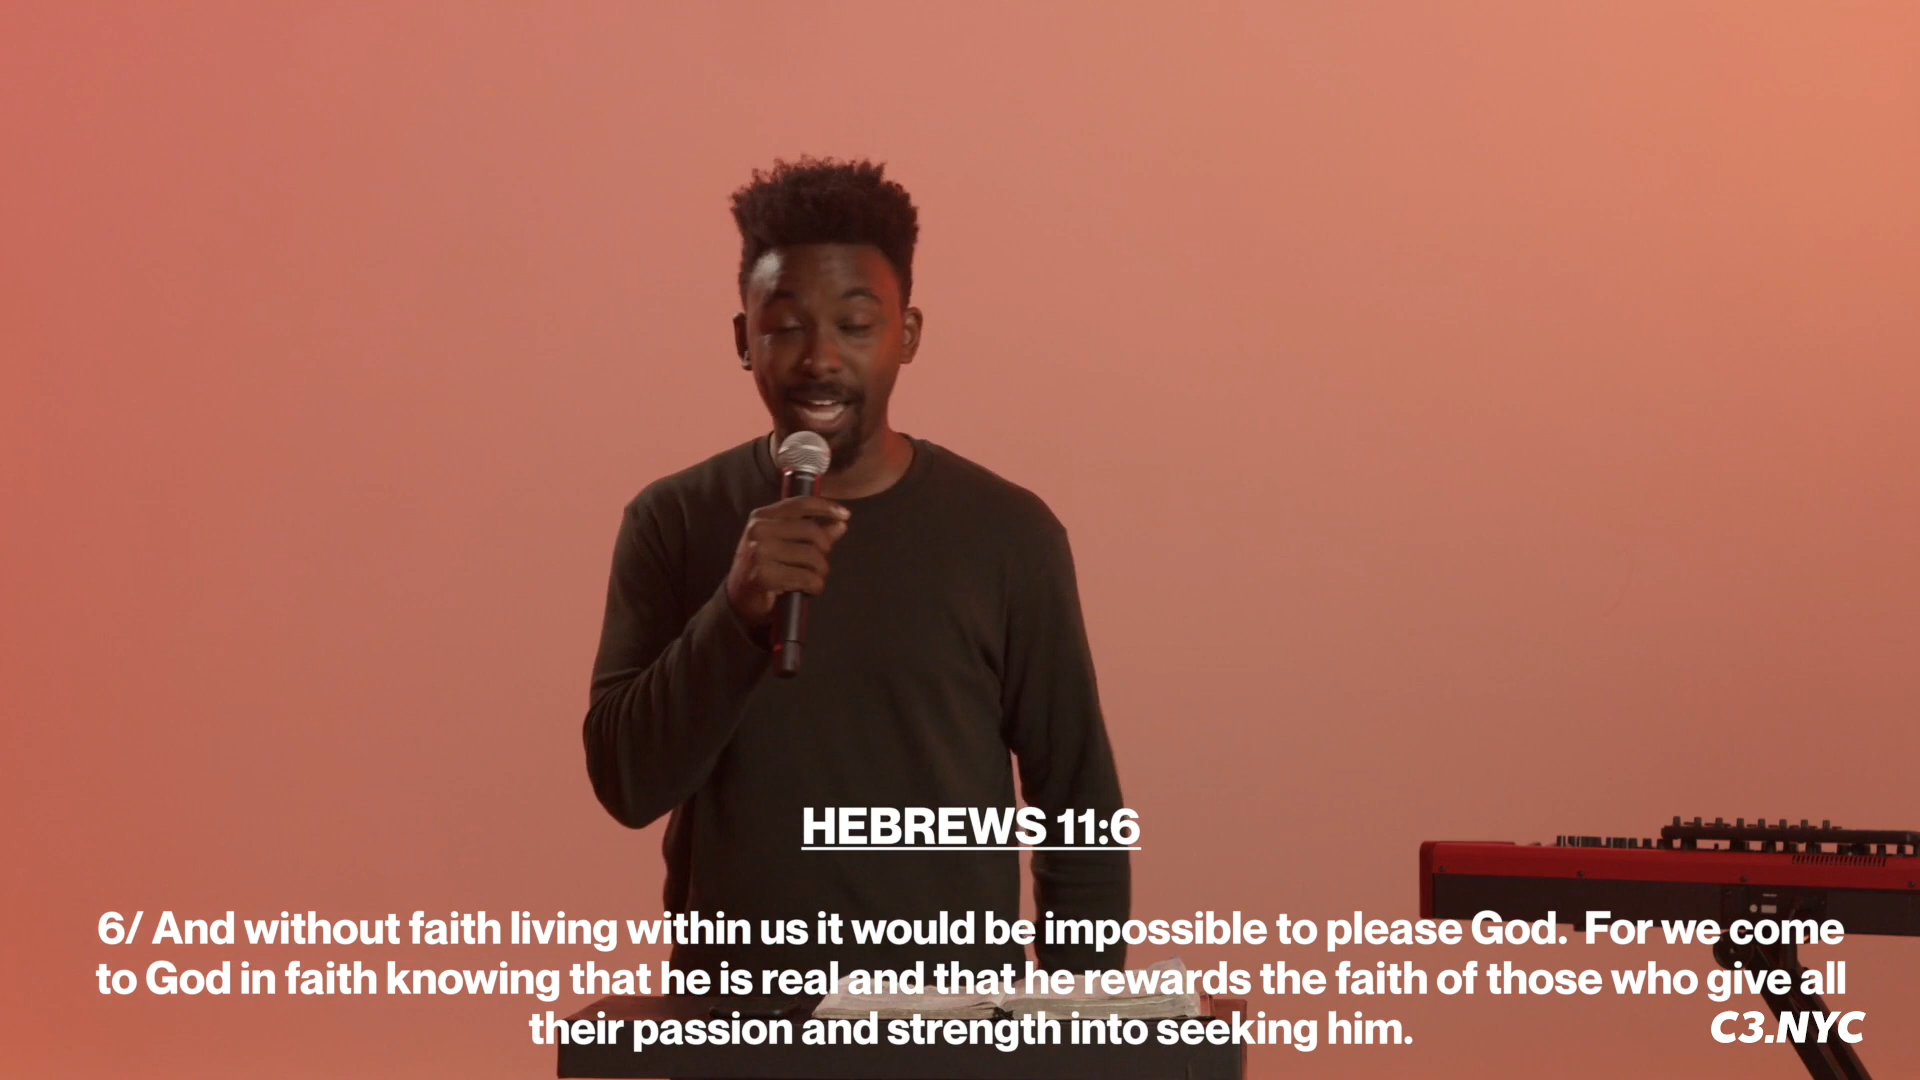 HEBREWS 11:6
6/ And without faith living within us it would be impossible to please God.  For we come
to God in faith knowing that he is real and that he rewards the faith of those who give all
their passion and strength into seeking him.
C3.NYC